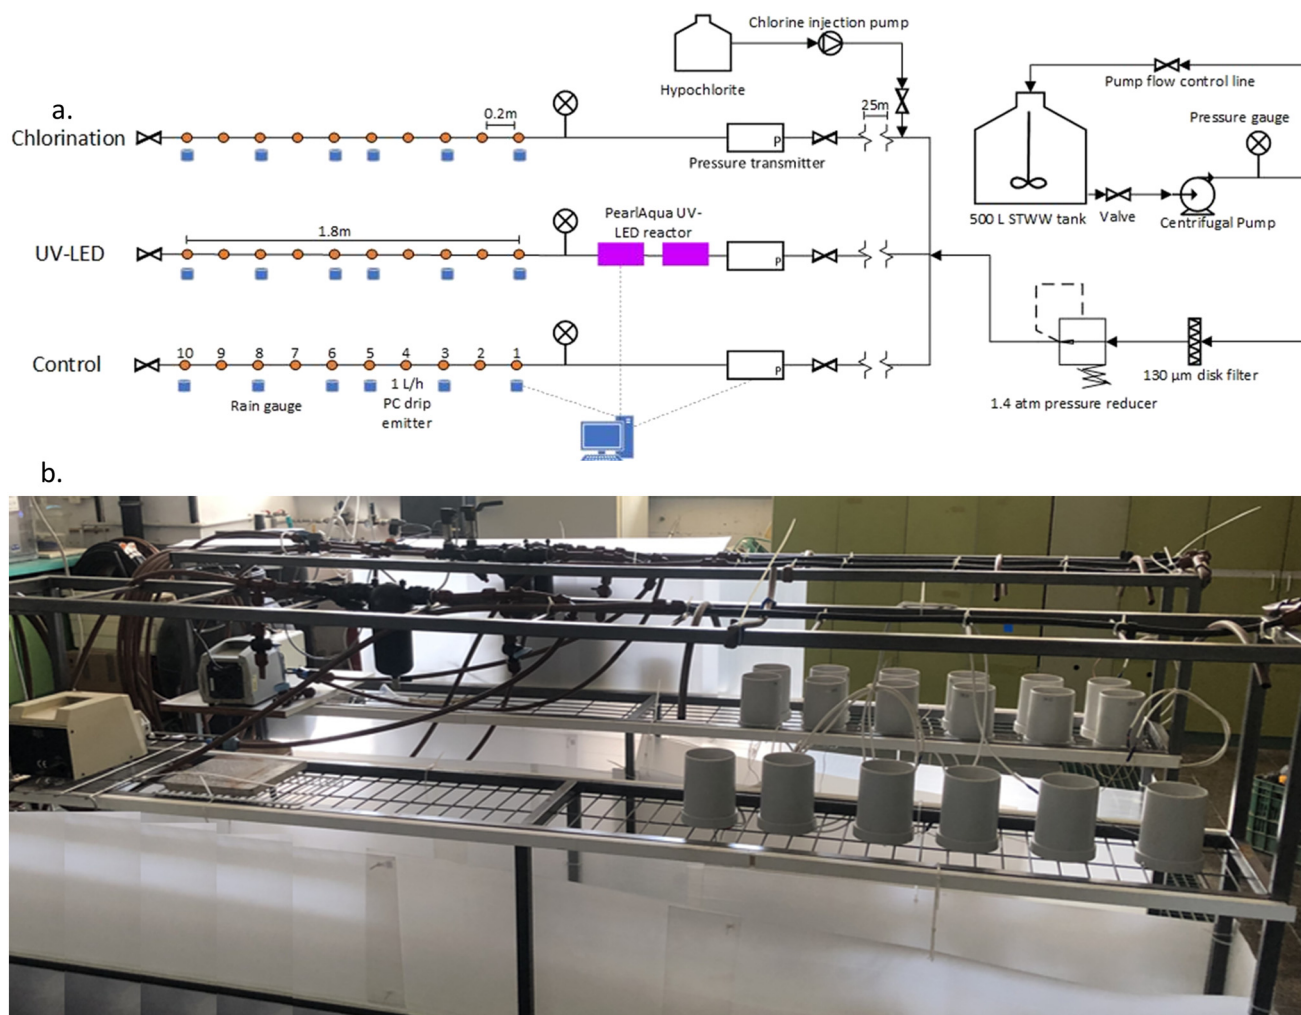 Chlorine injection pump
Hypochlorite
Pump flow control line
a.
Chlorination
0.2m
25m
Pressure transmitter
P
Pressure gauge
500 L STWW tank
Valve
Centrifugal Pump
PearlAqua UV-
LED reactor
UV-LED
1.8m
P
Control
10 9 8 7 6 5 4 3 2 1
Rain gauge
1 L/h
PC drip
emitter
P
130 µm disk filter
1.4 atm pressure reducer
b.